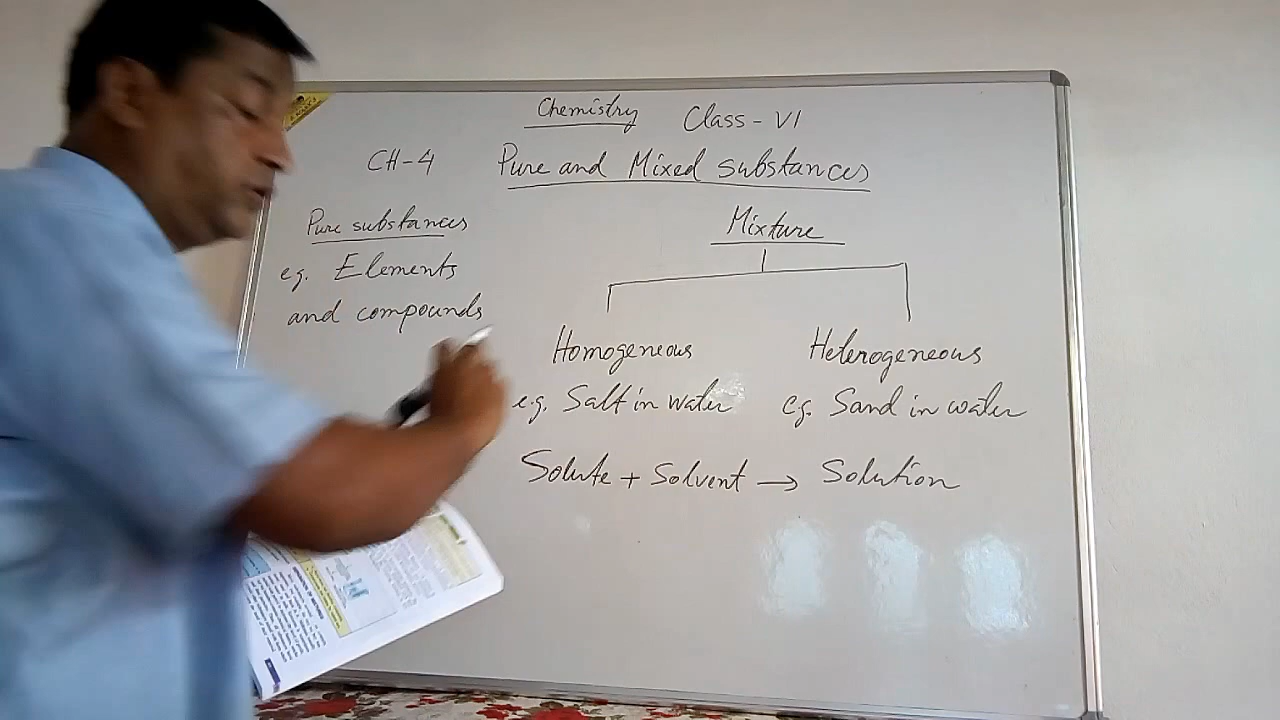 Chemistry Class - VI
CH-4 Pure and Mixed substances
Pure substances
e.g. Elements
and compounds
Mixture
Homogeneous
e.g. Salt in water
Heterogeneous
e.g. Sand in water
Solute + Solvent → Solution